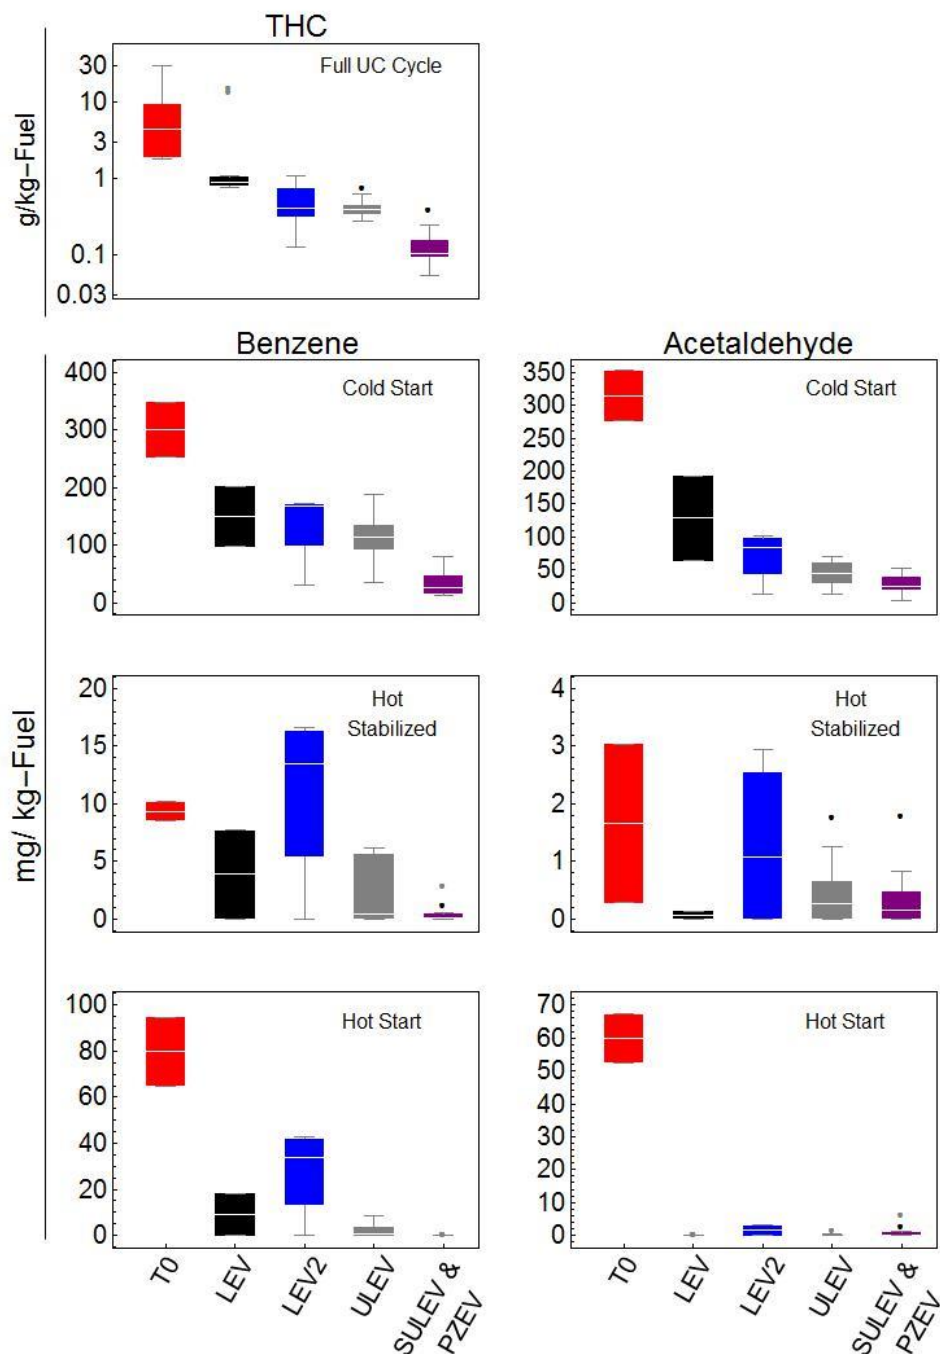 THC
Full UC Cycle
g/kg-Fuel
30
10
3
1
0.1
0.03
mg/ kg-Fuel
Benzene
Cold Start
400
300
200
100
0
Acetaldehyde
Cold Start
350
300
250
200
150
100
50
0
Hot
Stabilized
20
15
10
5
0
Hot
Stabilized
4
3
2
1
0
Hot Start
100
80
60
40
20
0
T0
LEV
LEV2
ULEV
SULEV &
PZEV
Hot Start
70
60
50
40
30
20
10
0
T0
LEV
LEV2
ULEV
SULEV &
PZEV